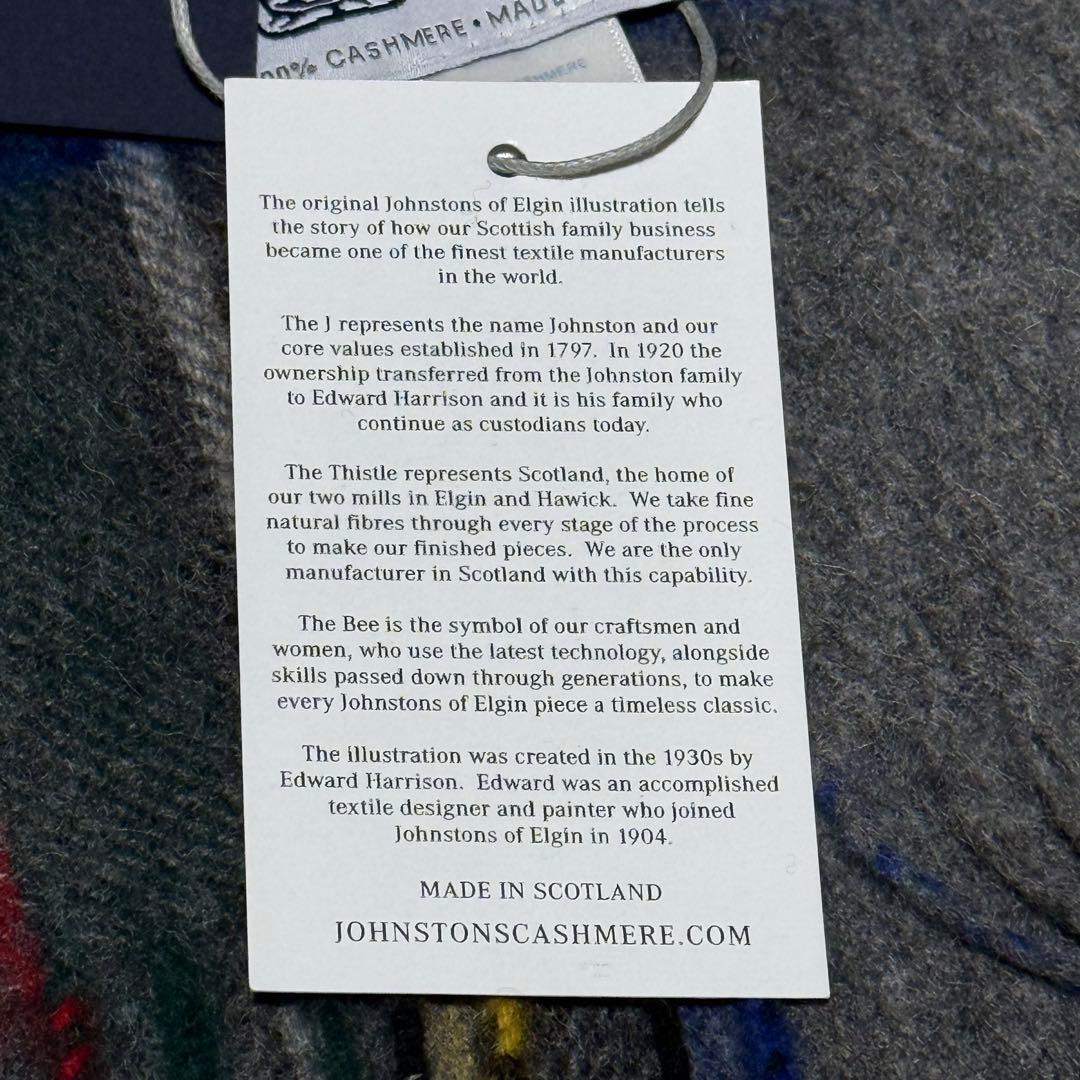 CASHMERE • MADE
CASHMERE
The original Johnstons of Elgin illustration tells
the story of how our Scottish family business
became one of the finest textile manufacturers
in the world.
The J represents the name Johnston and our
core values established in 1797. In 1920 the
ownership transferred from the Johnston family
to Edward Harrison and it is his family who
continue as custodians today.
The Thistle represents Scotland, the home of
our two mills in Elgin and Hawick. We take fine
natural fibres through every stage of the process
to make our finished pieces. We are the only
manufacturer in Scotland with this capability.
The Bee is the symbol of our craftsmen and
women, who use the latest technology, alongside
skills passed down through generations, to make
every Johnstons of Elgin piece a timeless classic.
The illustration was created in the 1930s by
Edward Harrison. Edward was an accomplished
textile designer and painter who joined
Johnstons of Elgin in 1904.
MADE IN SCOTLAND
JOHNSTONSCASHMERE.COM